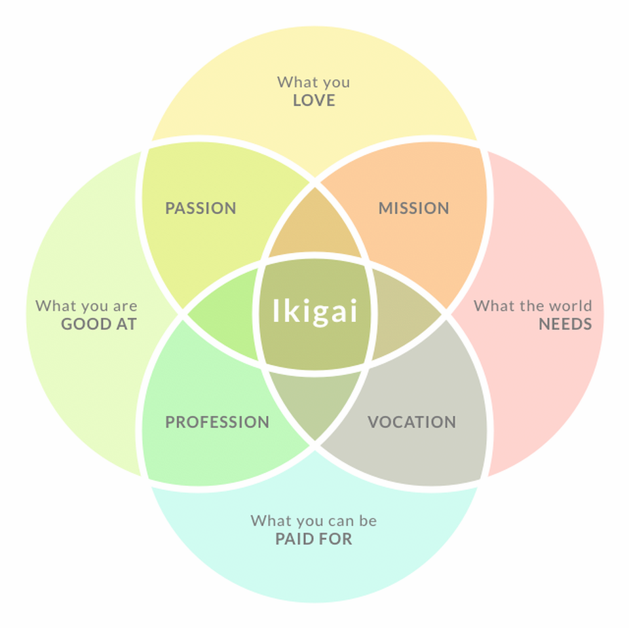 What you
LOVE
PASSION
MISSION
What you are
GOOD AT
Ikigai
What the world
NEEDS
PROFESSION
VOCATION
What you can be
PAID FOR